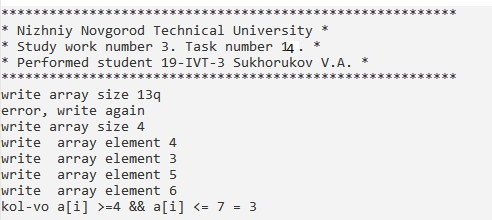 ************************************************************
* Nizhniy Novgorod Technical University *
* Study work number 3. Task number 14. *
* Performed student 19-IVT-3 Sukhorukov V.A. *
************************************************************
write array size 13q
error, write again
write array size 4
write  array element 4
write  array element 3
write  array element 5
write  array element 6
kol-vo a[i] >=4 && a[i] <= 7 = 3